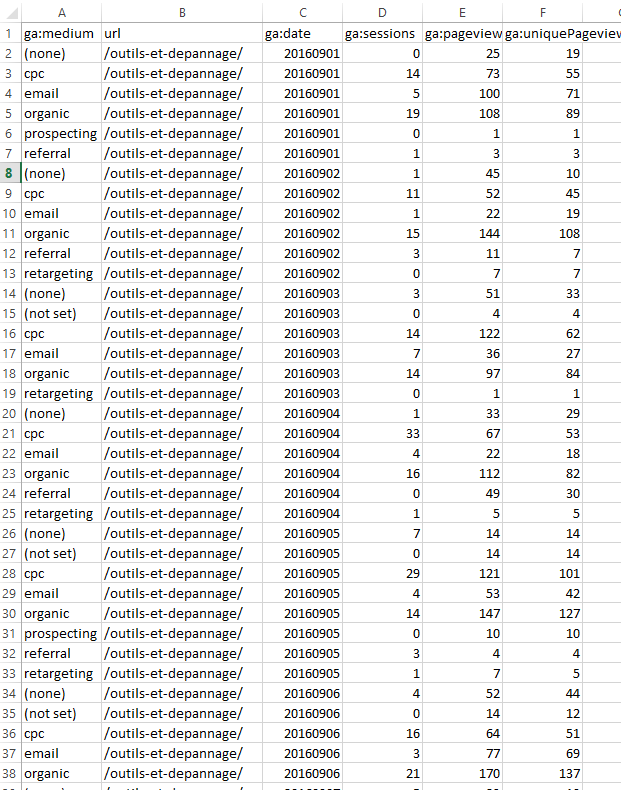 A B C D E F
1 ga:medium url ga:date ga:sessions ga:pageview ga:uniquePageview
2 (none) /outils-et-depannage/ 20160901 0 25 19
3 cpc /outils-et-depannage/ 20160901 14 73 55
4 email /outils-et-depannage/ 20160901 5 100 71
5 organic /outils-et-depannage/ 20160901 19 108 89
6 prospecting /outils-et-depannage/ 20160901 0 1 1
7 referral /outils-et-depannage/ 20160901 1 3 3
8 (none) /outils-et-depannage/ 20160902 1 45 10
9 cpc /outils-et-depannage/ 20160902 11 52 45
10 email /outils-et-depannage/ 20160902 1 22 19
11 organic /outils-et-depannage/ 20160902 15 144 108
12 referral /outils-et-depannage/ 20160902 3 11 7
13 retargeting /outils-et-depannage/ 20160902 0 7 7
14 (none) /outils-et-depannage/ 20160903 3 51 33
15 (not set) /outils-et-depannage/ 20160903 0 4 4
16 cpc /outils-et-depannage/ 20160903 14 122 62
17 email /outils-et-depannage/ 20160903 7 36 27
18 organic /outils-et-depannage/ 20160903 14 97 84
19 retargeting /outils-et-depannage/ 20160903 0 1 1
20 (none) /outils-et-depannage/ 20160904 1 33 29
21 cpc /outils-et-depannage/ 20160904 33 67 53
22 email /outils-et-depannage/ 20160904 4 22 18
23 organic /outils-et-depannage/ 20160904 16 112 82
24 referral /outils-et-depannage/ 20160904 0 49 30
25 retargeting /outils-et-depannage/ 20160904 1 5 5
26 (none) /outils-et-depannage/ 20160905 7 14 14
27 (not set) /outils-et-depannage/ 20160905 0 14 14
28 cpc /outils-et-depannage/ 20160905 29 121 101
29 email /outils-et-depannage/ 20160905 4 53 42
30 organic /outils-et-depannage/ 20160905 14 147 127
31 prospecting /outils-et-depannage/ 20160905 0 10 10
32 referral /outils-et-depannage/ 20160905 3 4 4
33 retargeting /outils-et-depannage/ 20160905 1 7 5
34 (none) /outils-et-depannage/ 20160906 4 52 44
35 (not set) /outils-et-depannage/ 20160906 0 14 12
36 cpc /outils-et-depannage/ 20160906 16 64 51
37 email /outils-et-depannage/ 20160906 3 77 69
38 organic /outils-et-depannage/ 20160906 21 170 137